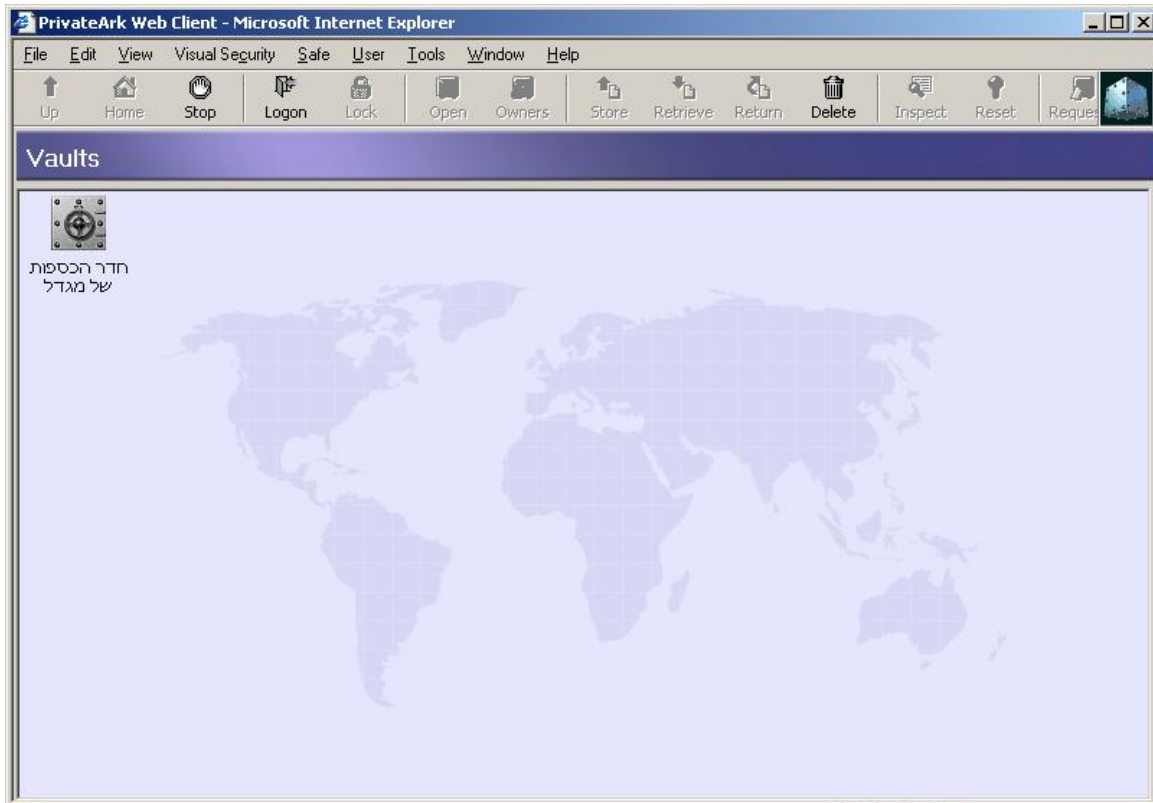 PrivateArk Web Client - Microsoft Internet Explorer
File Edit View Visual Security Safe User Tools Window Help
Up Home Stop Logon Lock Open Owners Store Retrieve Return Delete Inspect Reset Reques
Vaults
חדר הכספות
של מגדל